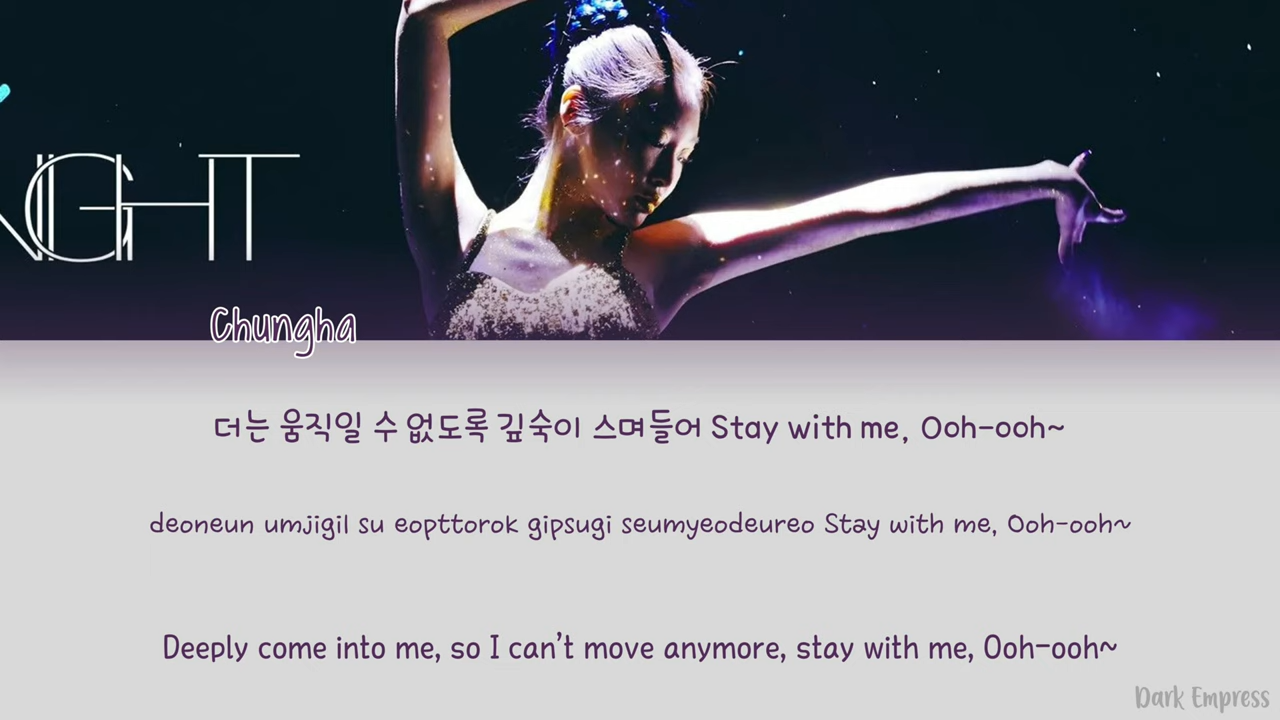 NIGHT
Chungha
더는 움직일 수 없도록 깊숙이 스며들어 Stay with me, Ooh-ooh~
deoneun umjigil su eopttorok gipsugi seumyeodeureo Stay with me, Ooh-ooh~
Deeply come into me, so I can't move anymore, stay with me, Ooh-ooh~
Dark Empress